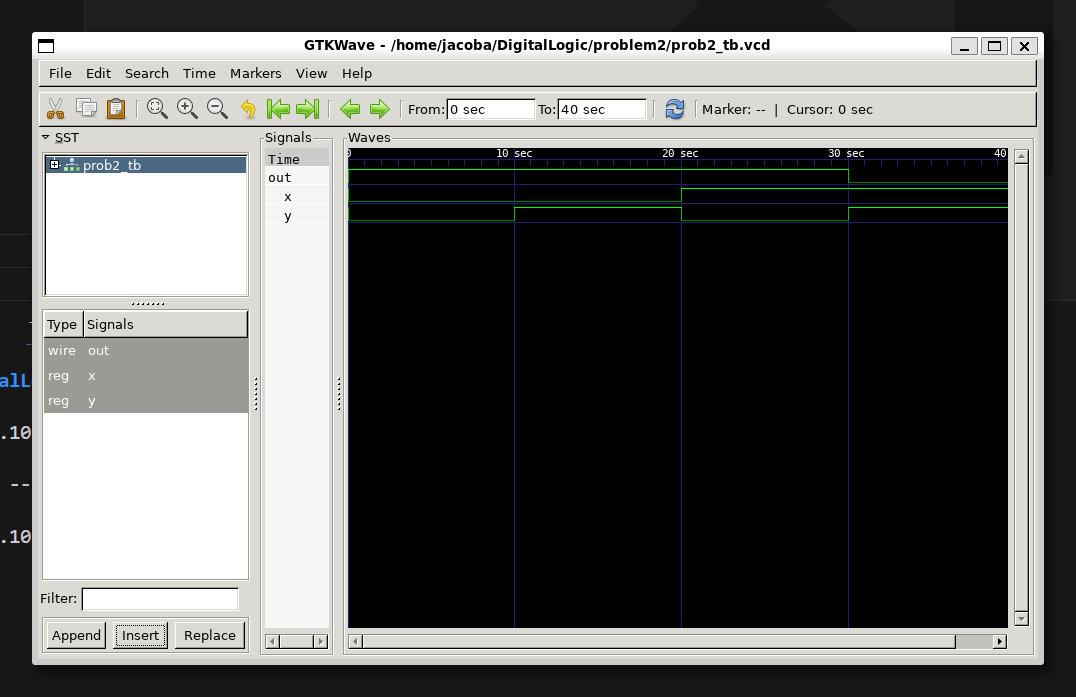 GTKWave - /home/jacoba/DigitalLogic/problem2/prob2_tb.vcd
File Edit Search Time Markers View Help
From: 0 sec To: 40 sec Marker: -- | Cursor: 0 sec
SST
prob2_tb
Type Signals
wire out
reg x
reg y
Filter:
Append Insert Replace
Signals
Time
out
x
y
Waves
0 10 sec 20 sec 30 sec 40
alL
.10
--
.10